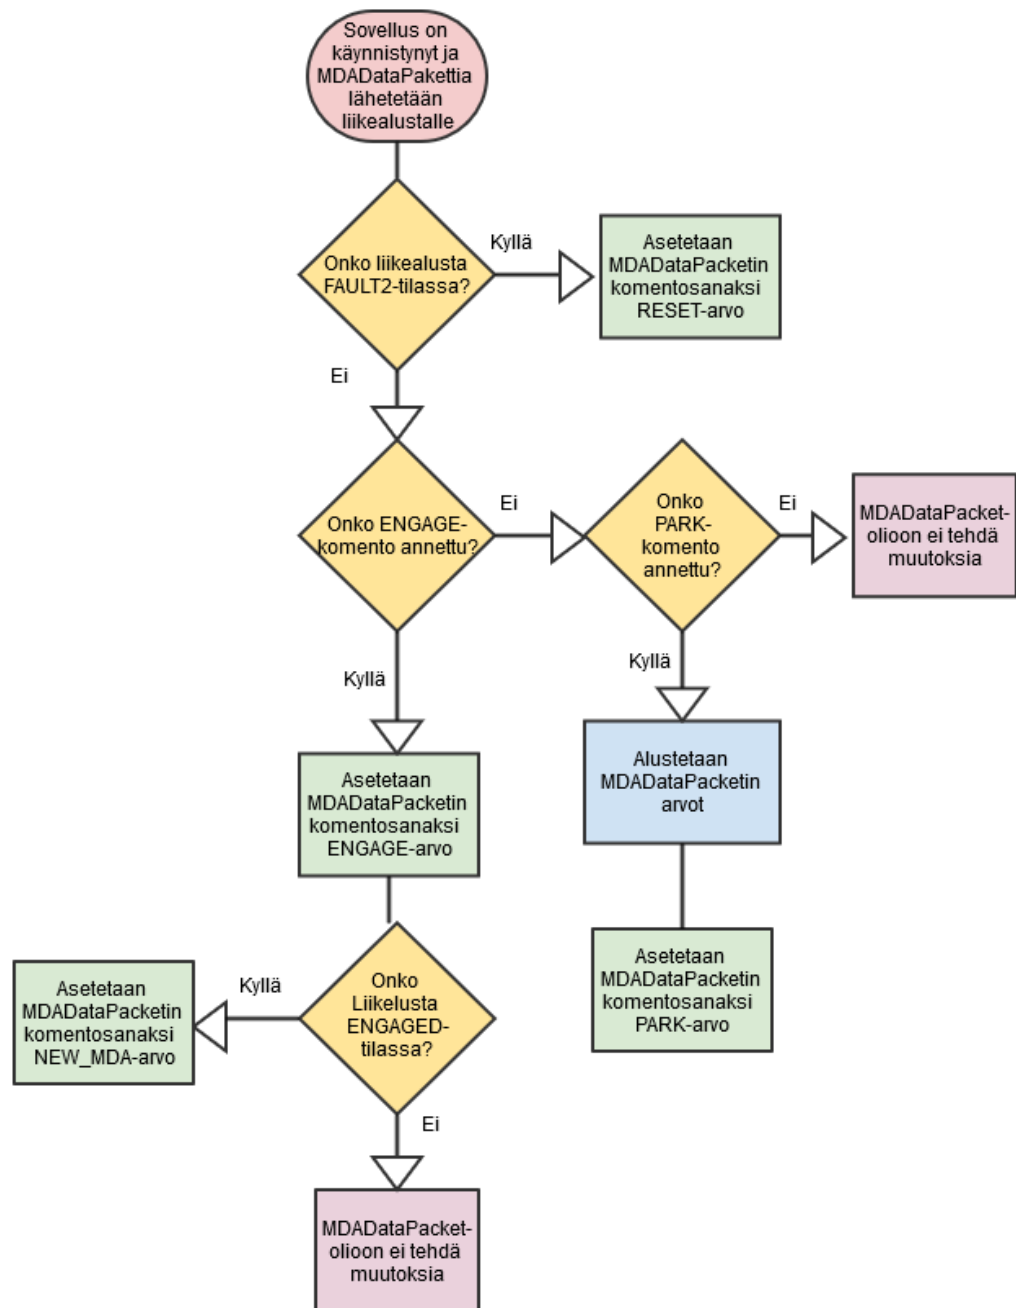 Sovellus on
käynnistynyt ja
MDADataPakettia
lähetetään
liikealustalle
Onko liikealusta
FAULT2-tilassa?
Kyllä
Asetetaan
MDADataPacketin
komentosanaksi
RESET-arvo
Ei
Onko ENGAGE-
komento annettu?
Ei
Onko
PARK-
komento
annettu?
Ei
MDADataPacket-
olioon ei tehdä
muutoksia
Kyllä
Kyllä
Asetetaan
MDADataPacketin
komentosanaksi
ENGAGE-arvo
Alustetaan
MDADataPacketin
arvot
Asetetaan
MDADataPacketin
komentosanaksi
PARK-arvo
Onko
Liikelusta
ENGAGED-
tilassa?
Kyllä
Asetetaan
MDADataPacketin
komentosanaksi
NEW_MDA-arvo
Ei
MDADataPacket-
olioon ei tehdä
muutoksia